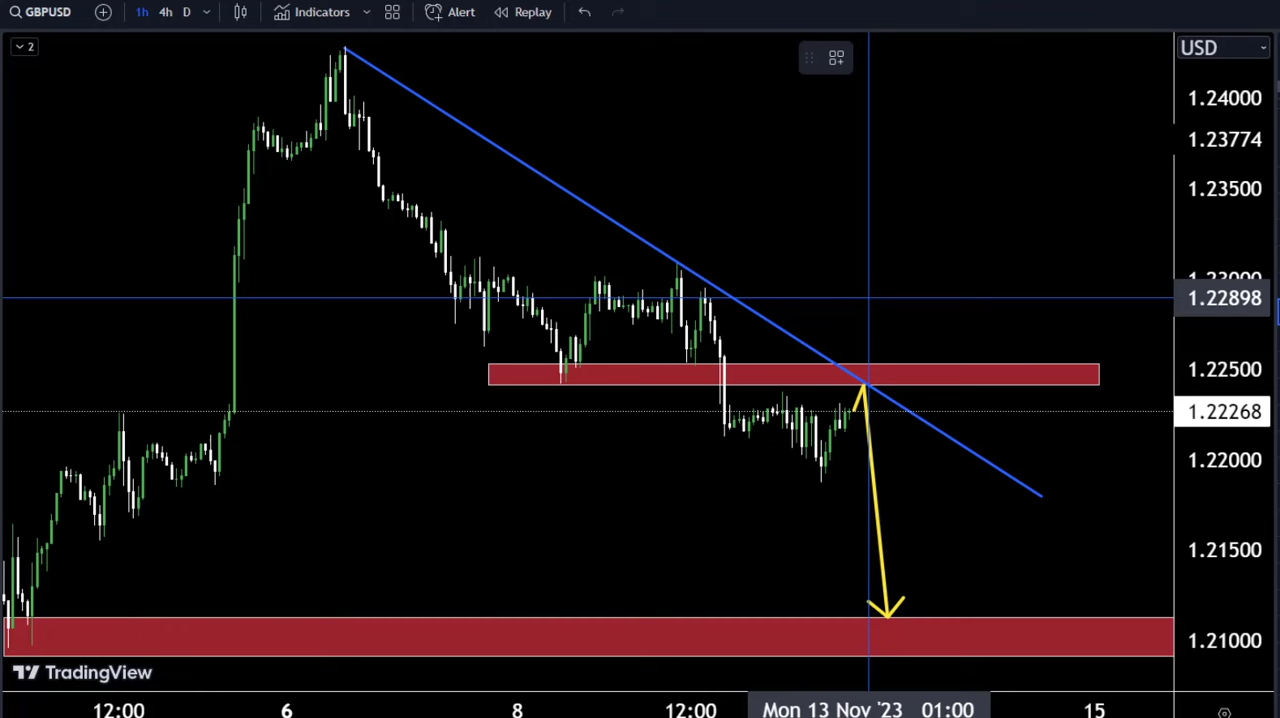 GBPUSD 1h 4h D Indicators Alert Replay
2
USD
1.24000
1.23774
1.23500
1.23000
1.22898
1.22500
1.22268
1.22000
1.21500
1.21000
TradingView
12:00 6 8 12:00 Mon 13 Nov '23 01:00 15